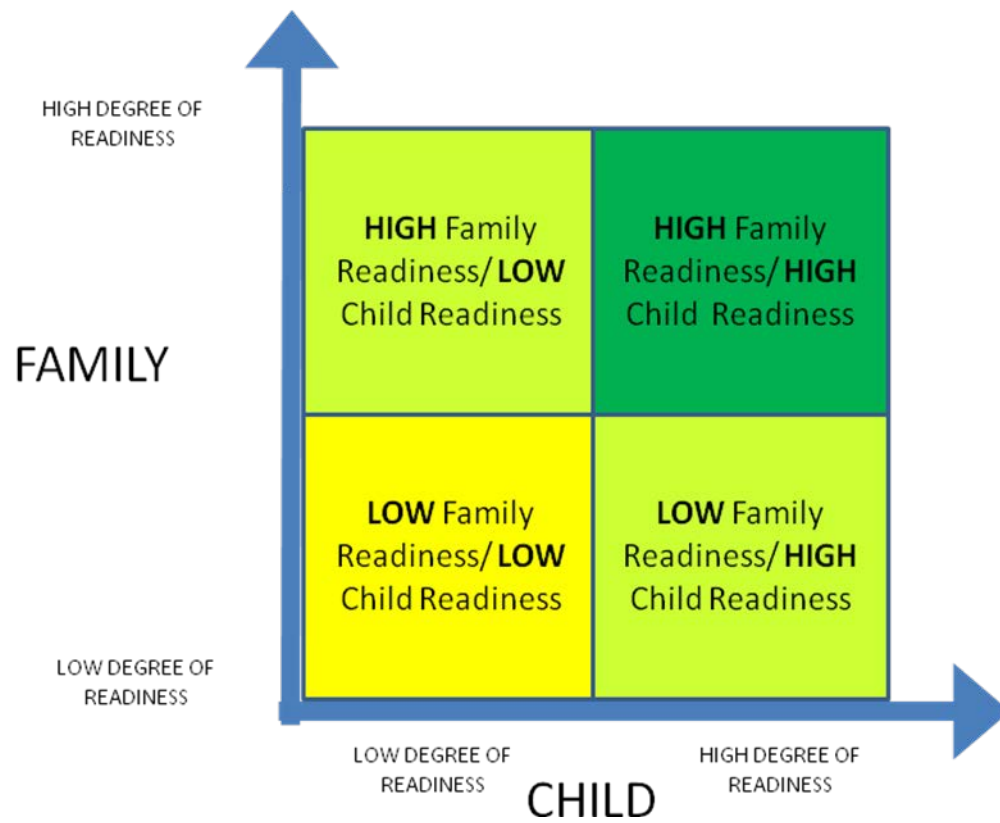 HIGH DEGREE OF
READINESS
HIGH Family
Readiness/ LOW
Child Readiness
HIGH Family
Readiness/ HIGH
Child Readiness
FAMILY
LOW Family
Readiness/ LOW
Child Readiness
LOW Family
Readiness/ HIGH
Child Readiness
LOW DEGREE OF
READINESS
LOW DEGREE OF
READINESS
HIGH DEGREE OF
READINESS
CHILD